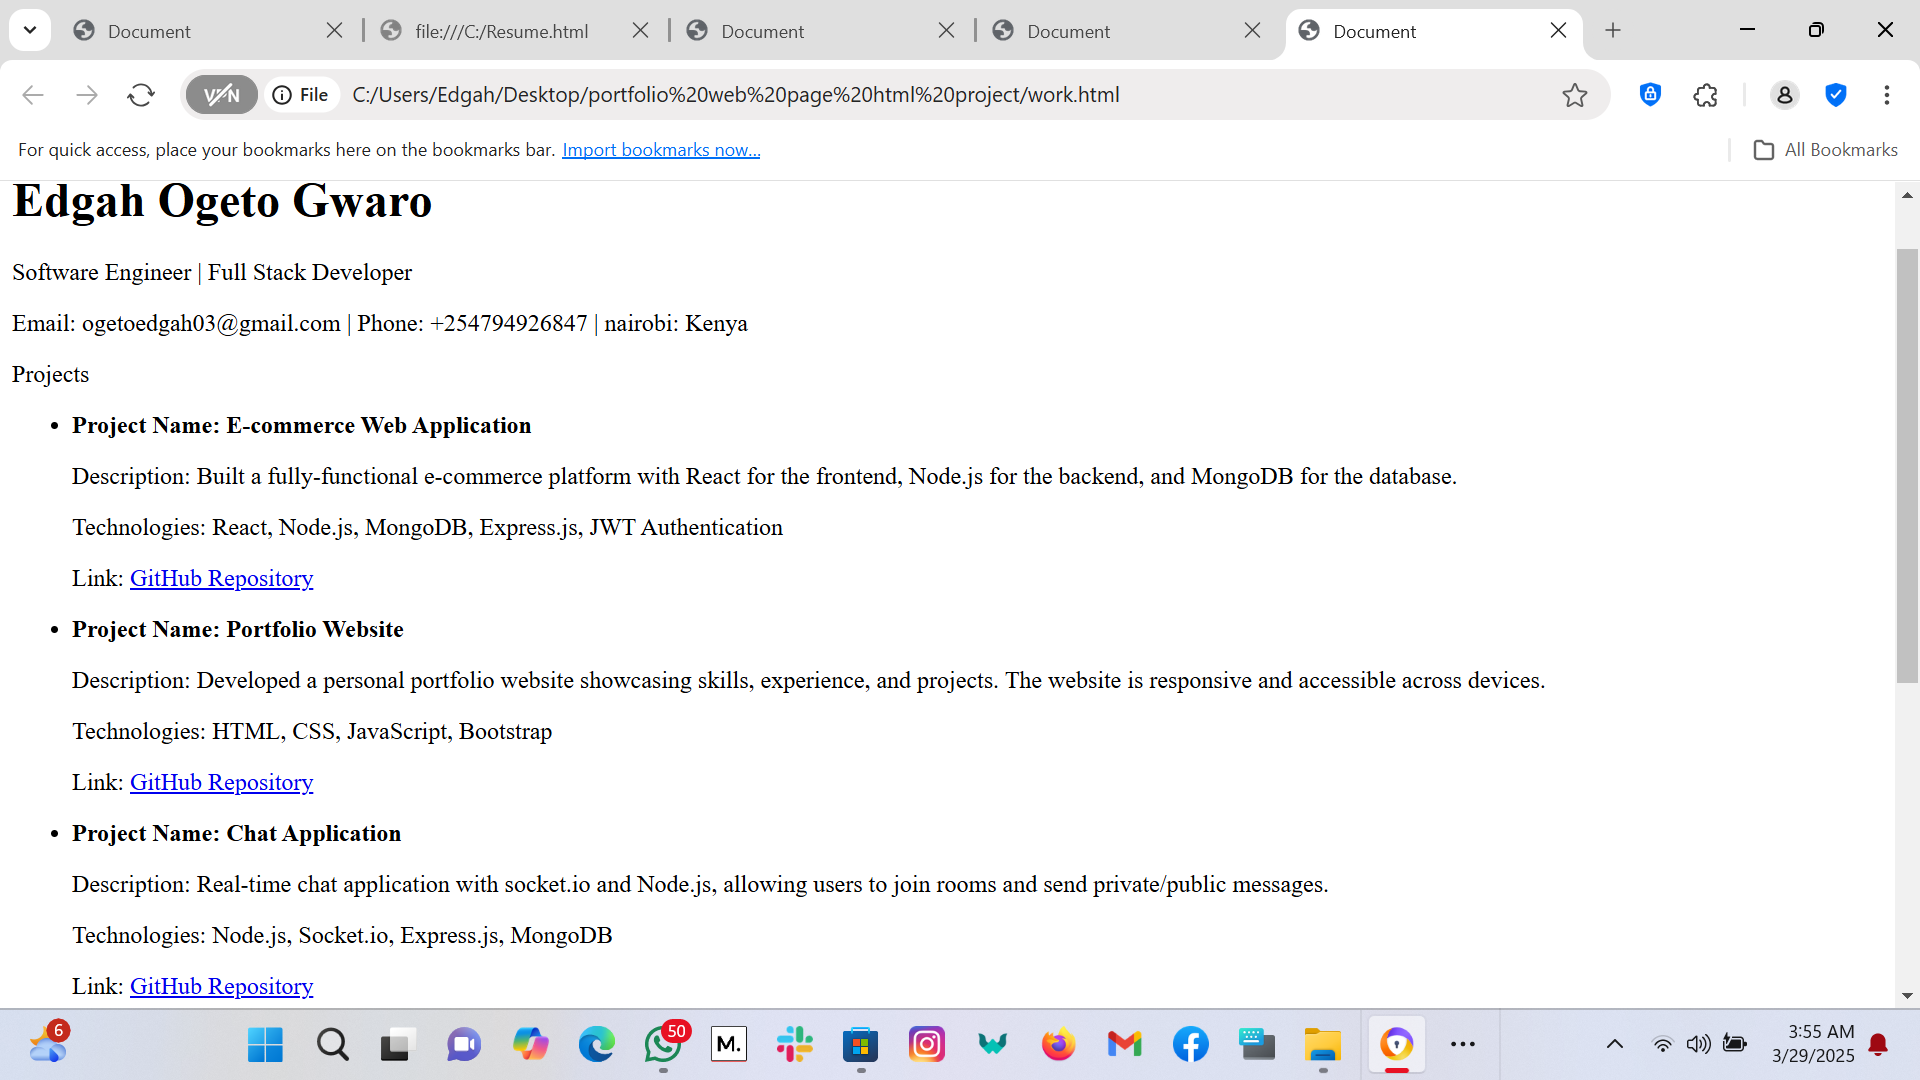 Document
file:///C:/Resume.html
Document
Document
Document
VPN
File
C:/Users/Edgah/Desktop/portfolio%20web%20page%20html%20project/work.html
For quick access, place your bookmarks here on the bookmarks bar. Import bookmarks now...
All Bookmarks
Edgah Ogeto Gwaro
Software Engineer | Full Stack Developer
Email: ogetoedgah03@gmail.com | Phone: +254794926847 | nairobi: Kenya
Projects
• Project Name: E-commerce Web Application
Description: Built a fully-functional e-commerce platform with React for the frontend, Node.js for the backend, and MongoDB for the database.
Technologies: React, Node.js, MongoDB, Express.js, JWT Authentication
Link: GitHub Repository
• Project Name: Portfolio Website
Description: Developed a personal portfolio website showcasing skills, experience, and projects. The website is responsive and accessible across devices.
Technologies: HTML, CSS, JavaScript, Bootstrap
Link: GitHub Repository
• Project Name: Chat Application
Description: Real-time chat application with socket.io and Node.js, allowing users to join rooms and send private/public messages.
Technologies: Node.js, Socket.io, Express.js, MongoDB
Link: GitHub Repository
6
50
M.
3:55 AM
3/29/2025